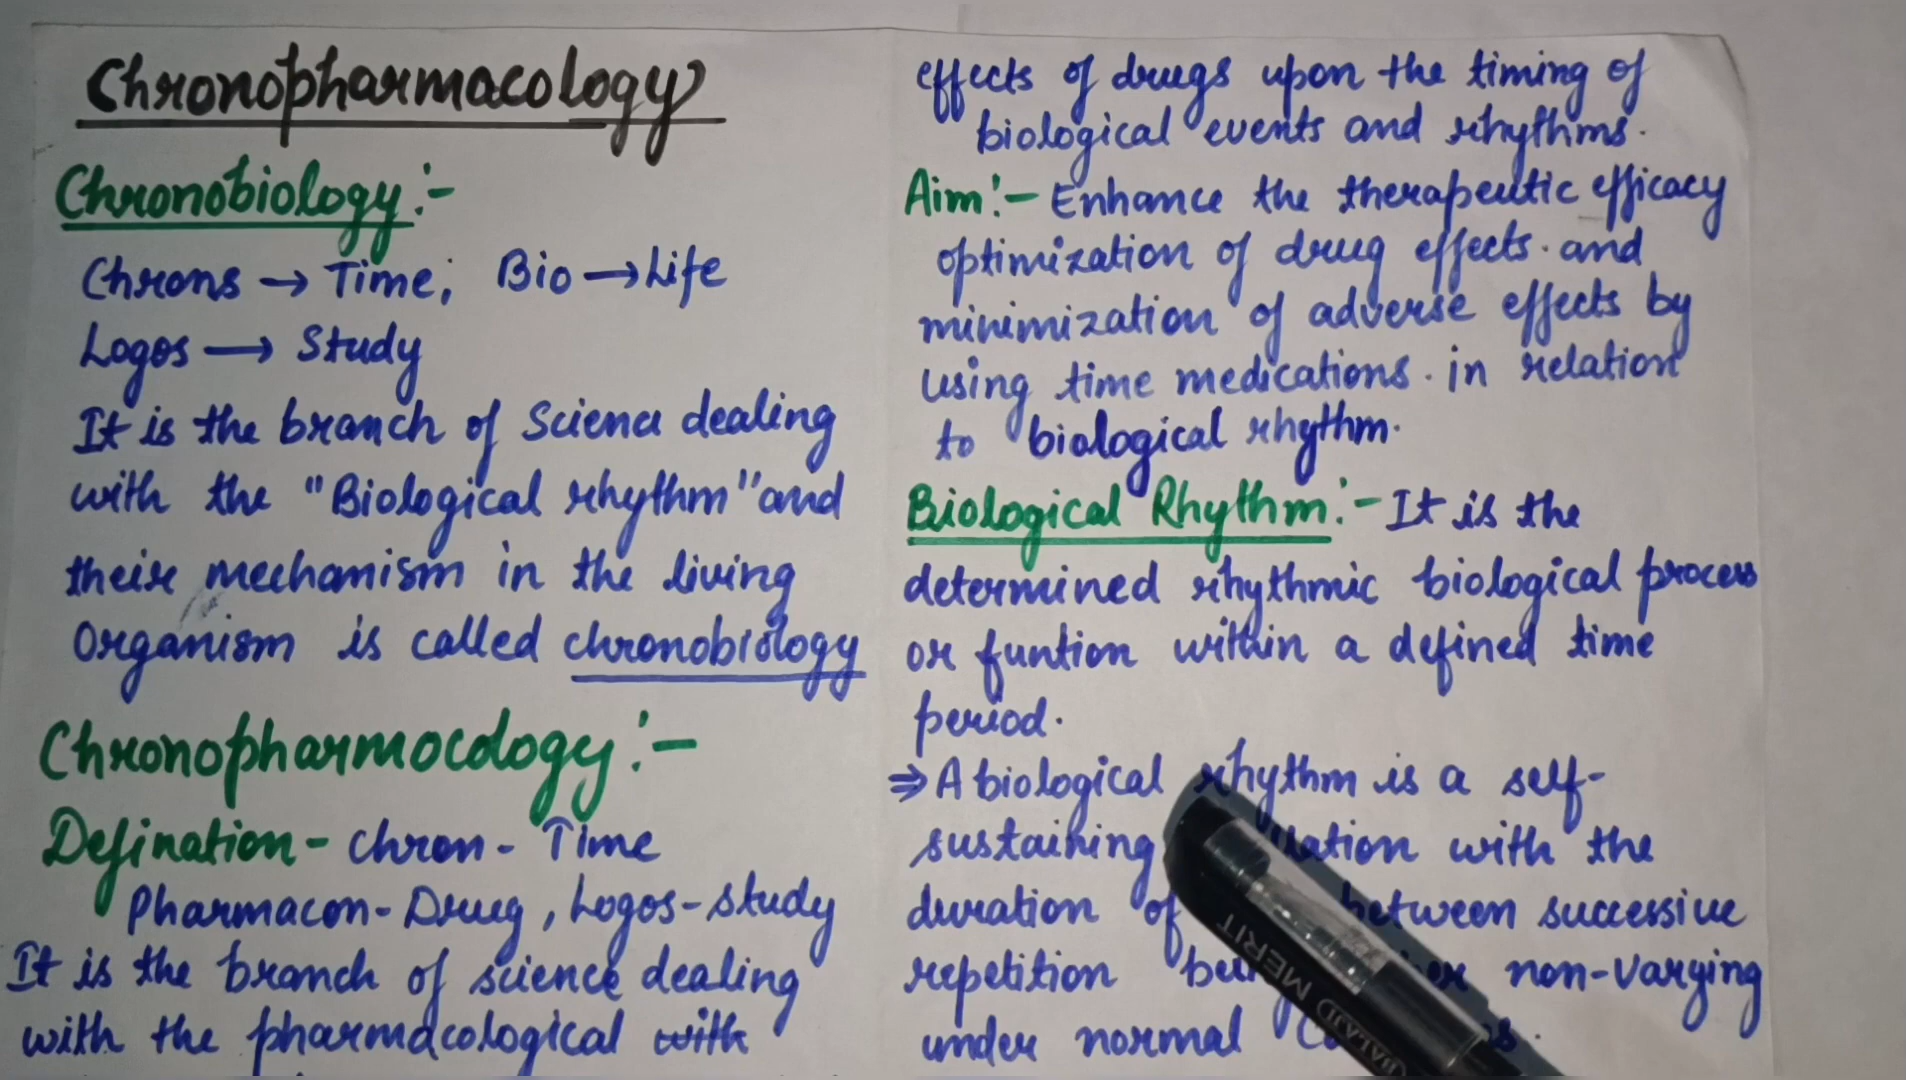 Chronopharmacology
Chronobiology:-
Chrons → Time; Bio → Life
Logos → Study
It is the branch of Science dealing
with the "Biological rhythm" and
their mechanism in the living
Organism is called chronobiology
Chronopharmocology:-
Defination- Chron- Time
Pharmacon- Drug, Logos-study
It is the branch of science dealing
with the pharmacological with
effects of drugs upon the timing of
biological events and rhythms.
Aim:- Enhance the therapeutic efficacy
optimization of drug effects. and
minimization of adverse effects by
using time medications. in relation
to biological rhythm.
Biological Rhythm:- It is the
determined rhythmic biological process
or funtion within a defined time
period.
⇒ A biological rhythm is a self-
sustaining with the
duration of between successive
repetition non-varying
under normal
MERIT